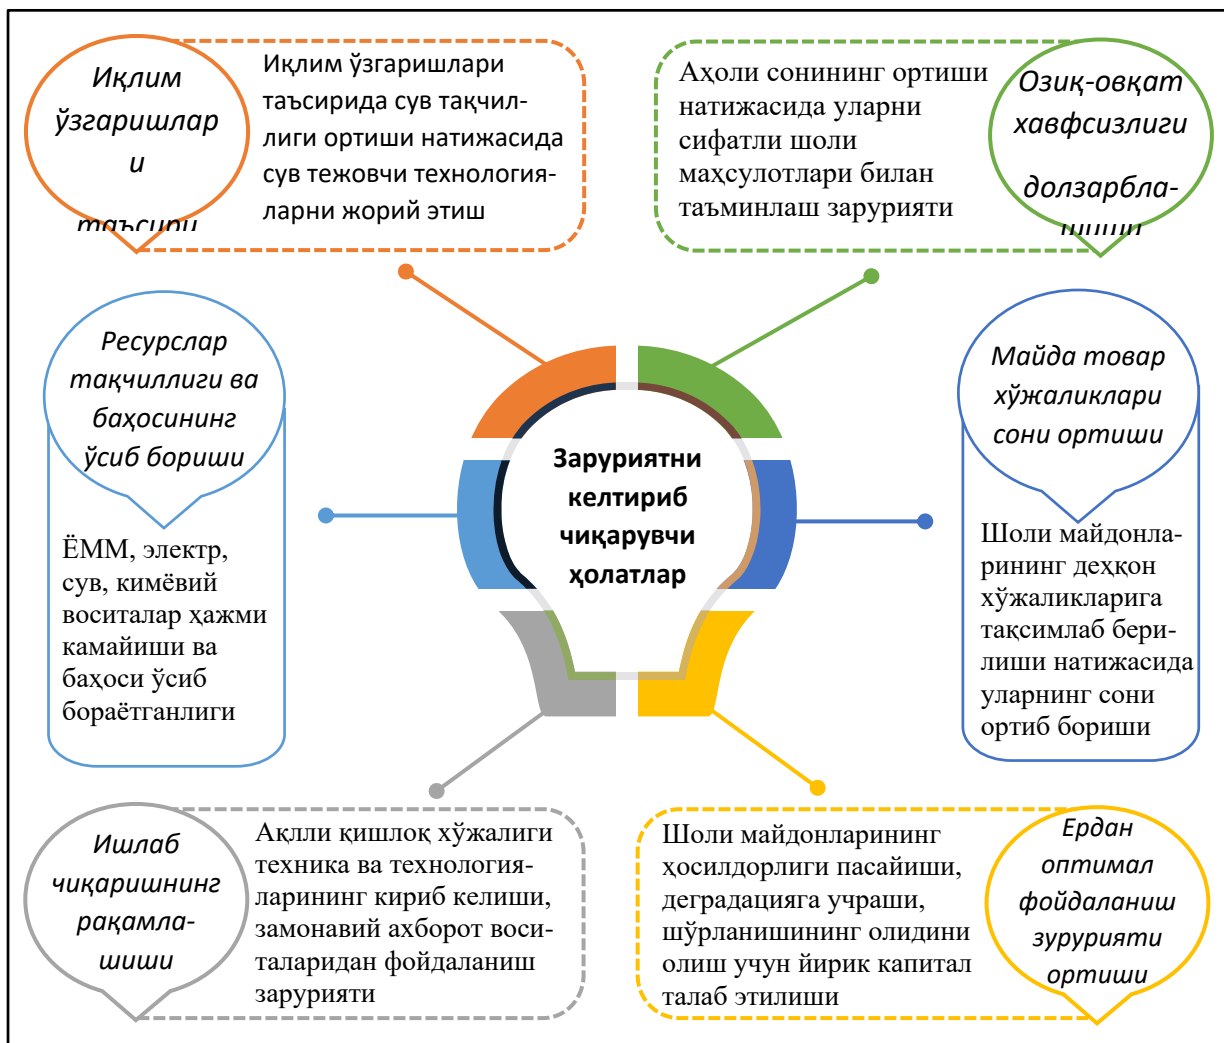 Иқлим
ўзгаришлар
и
таъсири
Иқлим ўзгаришлари
таъсирида сув тақчил-
лиги ортиши натижасида
сув тежовчи технология-
ларни жорий этиш
Аҳоли сонининг ортиши
натижасида уларни
сифатли шоли
маҳсулотлари билан
таъминлаш зарурияти
Озиқ-овқат
хавфсизлиги
долзарбла-
шиши
Ресурслар
тақчиллиги ва
баҳосининг
ўсиб бориши
ЁММ, электр,
сув, кимёвий
воситалар ҳажми
камайиши ва
баҳоси ўсиб
бораётганлиги
Заруриятни
келтириб
чиқарувчи
ҳолатлар
Майда товар
хўжаликлари
сони ортиши
Шоли майдонла-
рининг деҳқон
хўжаликларига
тақсимлаб бери-
лиши натижасида
уларнинг сони
ортиб бориши
Ишлаб
чиқаришнинг
рақамла-
шиши
Ақлли қишлоқ хўжалиги
техника ва технология-
ларининг кириб келиши,
замонавий ахборот воси-
таларидан фойдаланиш
зарурияти
Шоли майдонларининг
ҳосилдорлиги пасайиши,
деградацияга учраши,
шўрланишининг олидини
олиш учун йирик капитал
талаб этилиши
Ердан
оптимал
фойдаланиш
зурурияти
ортиши